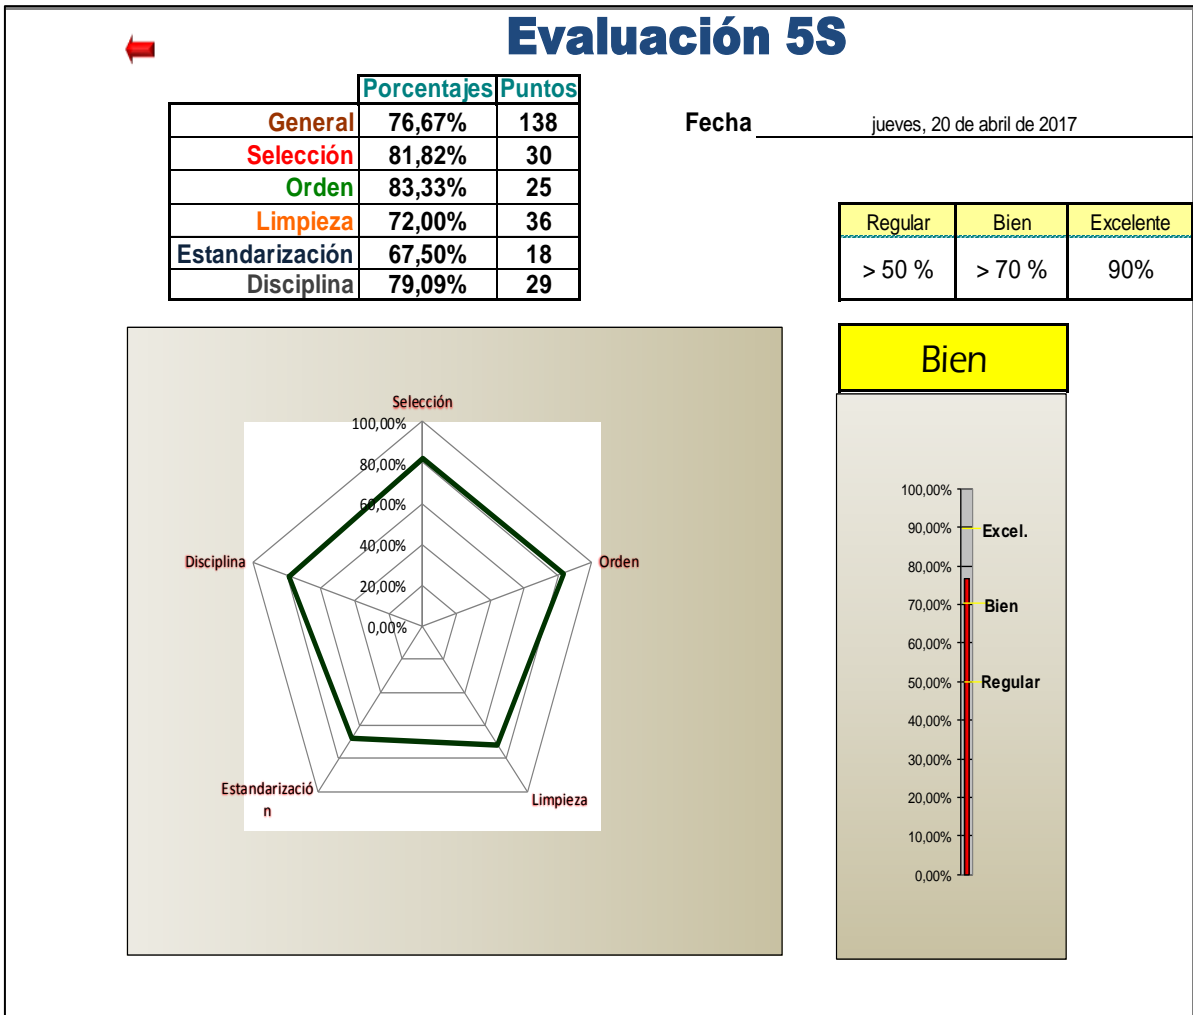 Evaluación 5S
Porcentajes Puntos
General 76,67% 138
Selección 81,82% 30
Orden 83,33% 25
Limpieza 72,00% 36
Estandarización 67,50% 18
Disciplina 79,09% 29
Fecha jueves, 20 de abril de 2017
Regular Bien Excelente
> 50 % > 70 % 90%
Bien
Selección
100,00%
80,00%
60,00%
40,00%
20,00%
0,00%
Disciplina
Orden
Estandarizació
n
Limpieza
100,00%
90,00% Excel.
80,00%
70,00% Bien
60,00%
50,00% Regular
40,00%
30,00%
20,00%
10,00%
0,00%